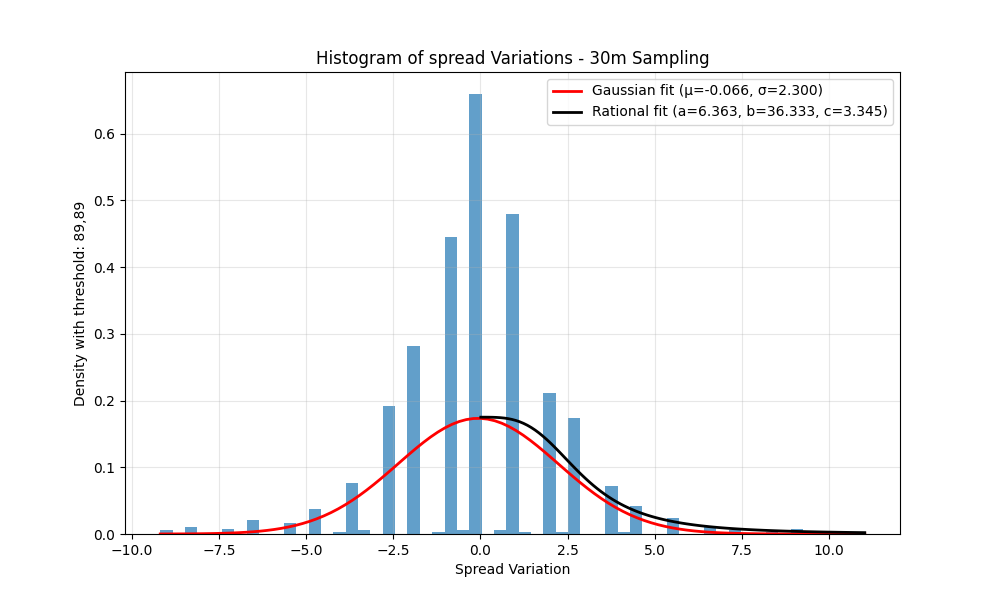 Histogram of spread Variations - 30m Sampling
Gaussian fit (μ=-0.066, σ=2.300)
Rational fit (a=6.363, b=36.333, c=3.345)
Density with threshold: 89,89
0.6
0.5
0.4
0.3
0.2
0.1
0.0
−10.0 −7.5 −5.0 −2.5 0.0 2.5 5.0 7.5 10.0
Spread Variation